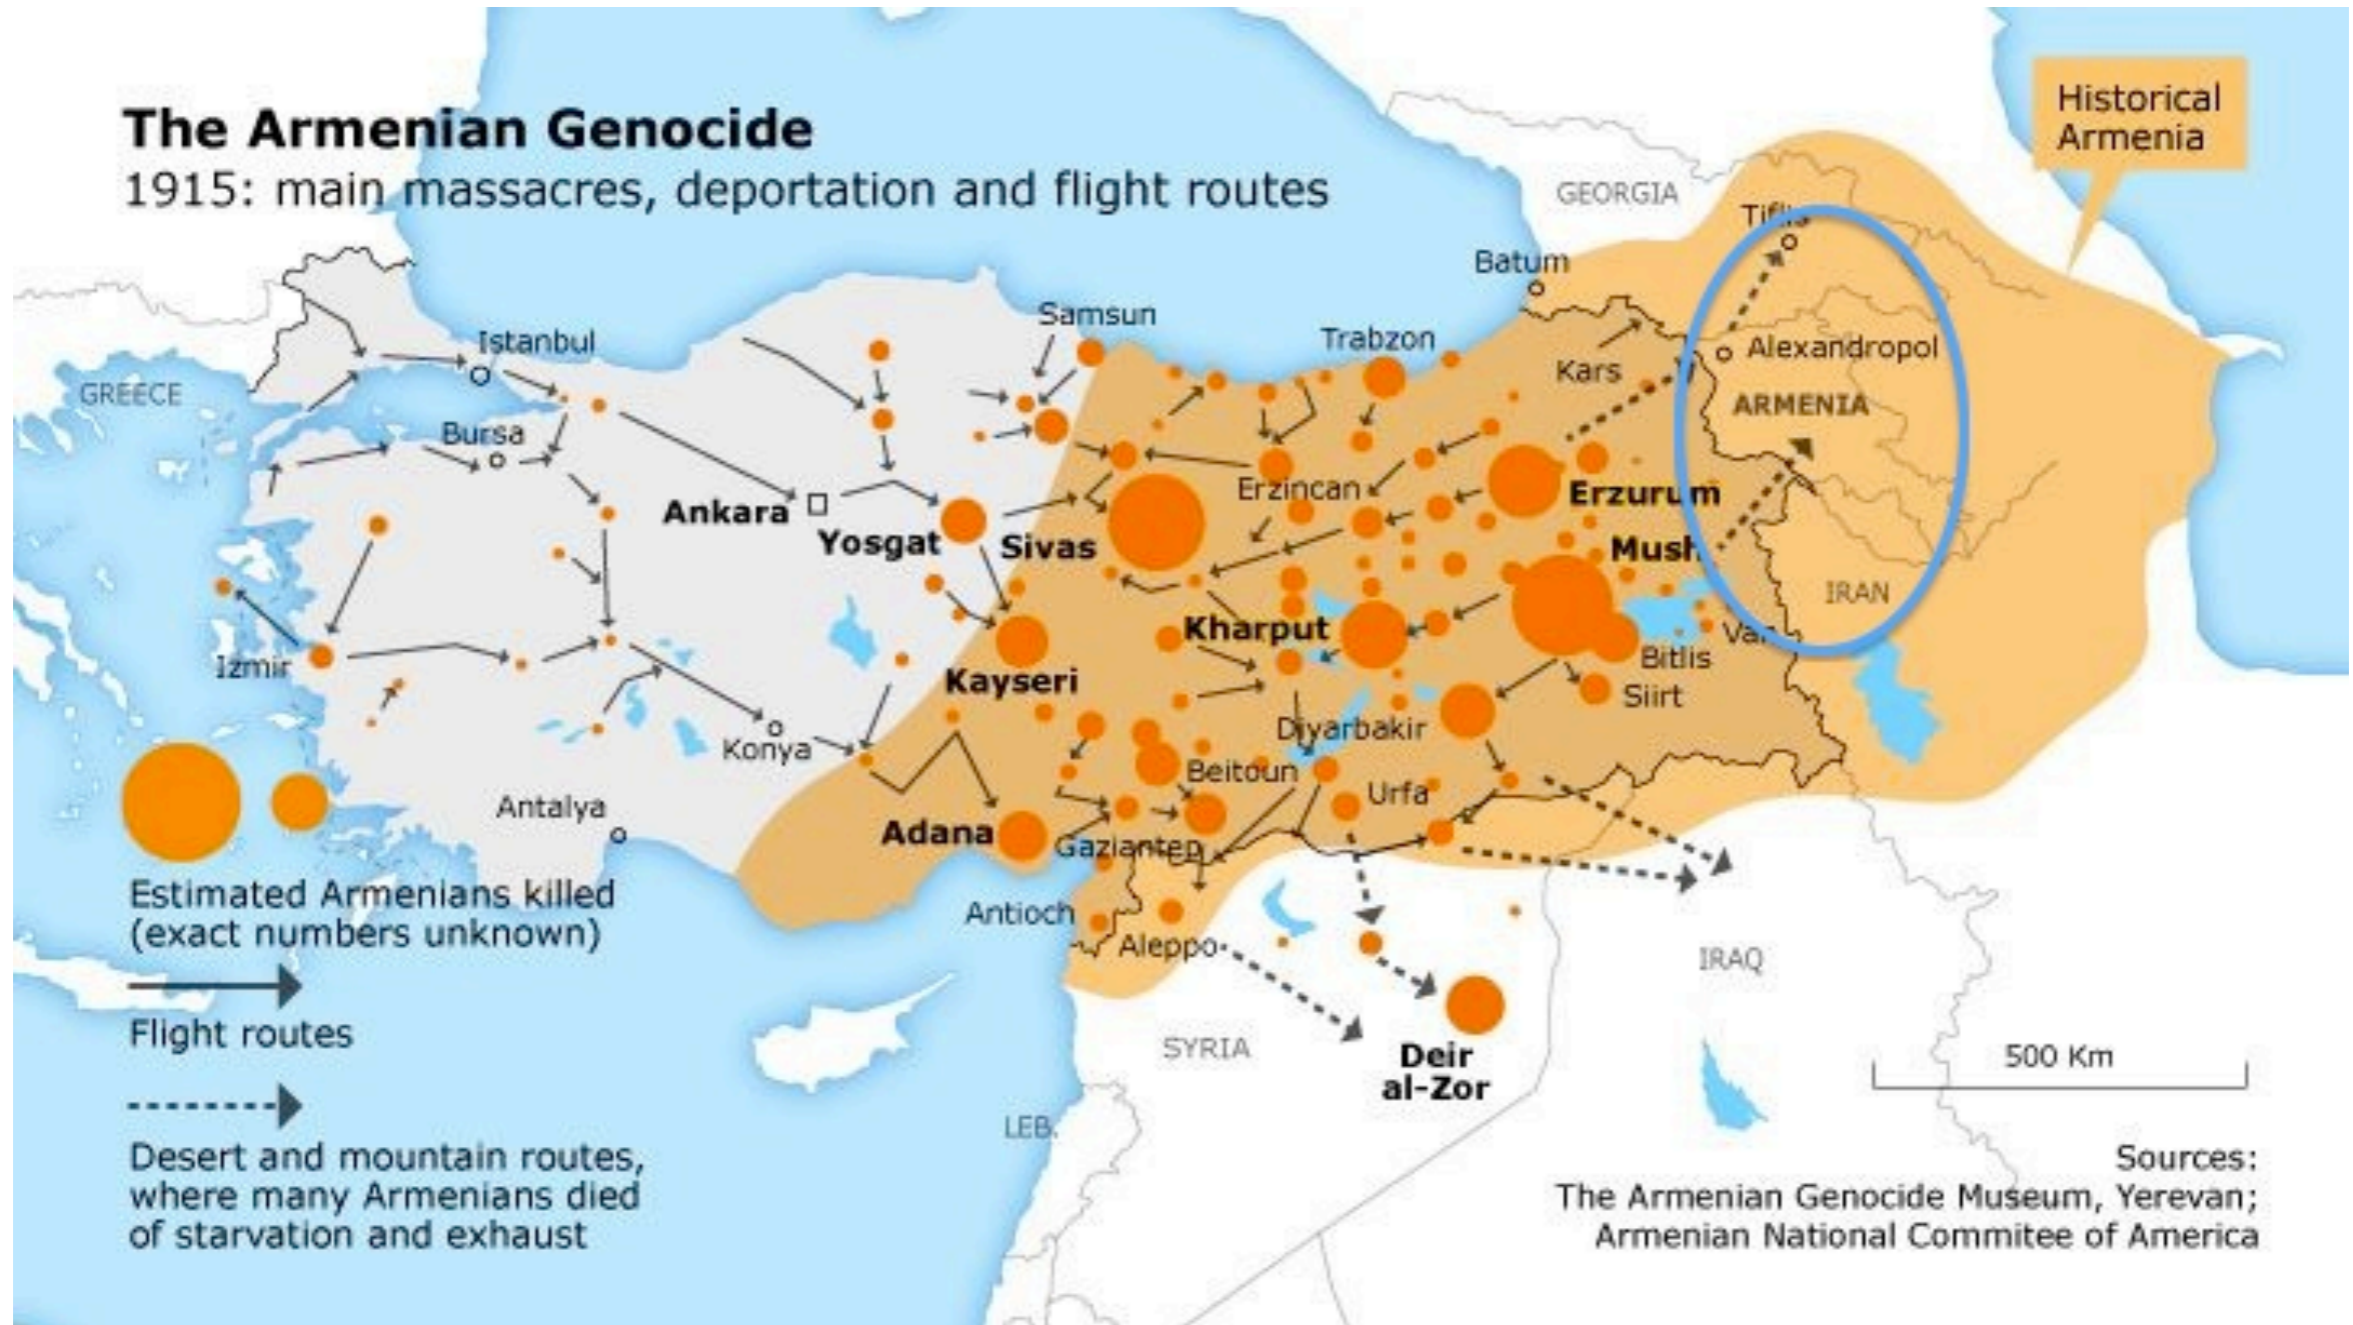 The Armenian Genocide
1915: main massacres, deportation and flight routes
Historical
Armenia
GEORGIA
Tiflis
Batum
Samsun
Trabzon
Istanbul
Kars
Alexandropol
GREECE
ARMENIA
Bursa
Erzincan
Erzurum
Ankara
Yosgat
Sivas
Mush
IRAN
Kharput
Van
Izmir
Bitlis
Kayseri
Siirt
Diyarbakir
Konya
Beitoun
Urfa
Antalya
Adana
Gaziantep
Estimated Armenians killed
(exact numbers unknown)
Antioch
Aleppo
IRAQ
Flight routes
SYRIA
Deir
al-Zor
500 Km
LEB.
Desert and mountain routes,
where many Armenians died
of starvation and exhaust
Sources:
The Armenian Genocide Museum, Yerevan;
Armenian National Commitee of America